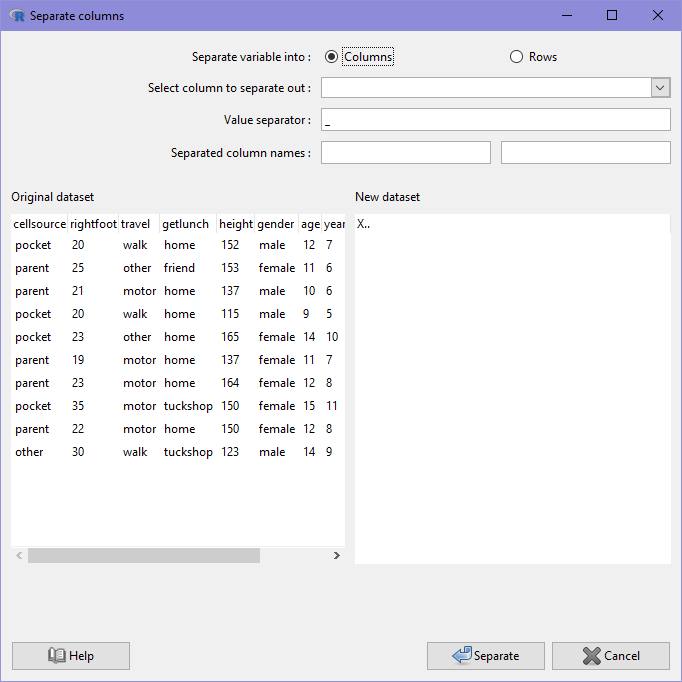 Separate columns
Separate variable into : Columns Rows
Select column to separate out :
Value separator : _
Separated column names :
Original dataset New dataset
cellsource rightfoot travel getlunch height gender age year X..
pocket 20 walk home 152 male 12 7
parent 25 other friend 153 female 11 6
parent 21 motor home 137 male 10 6
pocket 20 walk home 115 male 9 5
pocket 23 other home 165 female 14 10
parent 19 motor home 137 female 11 7
parent 23 motor home 164 female 12 8
pocket 35 motor tuckshop 150 female 15 11
parent 22 motor home 150 female 12 8
other 30 walk tuckshop 123 male 14 9
Help Separate Cancel